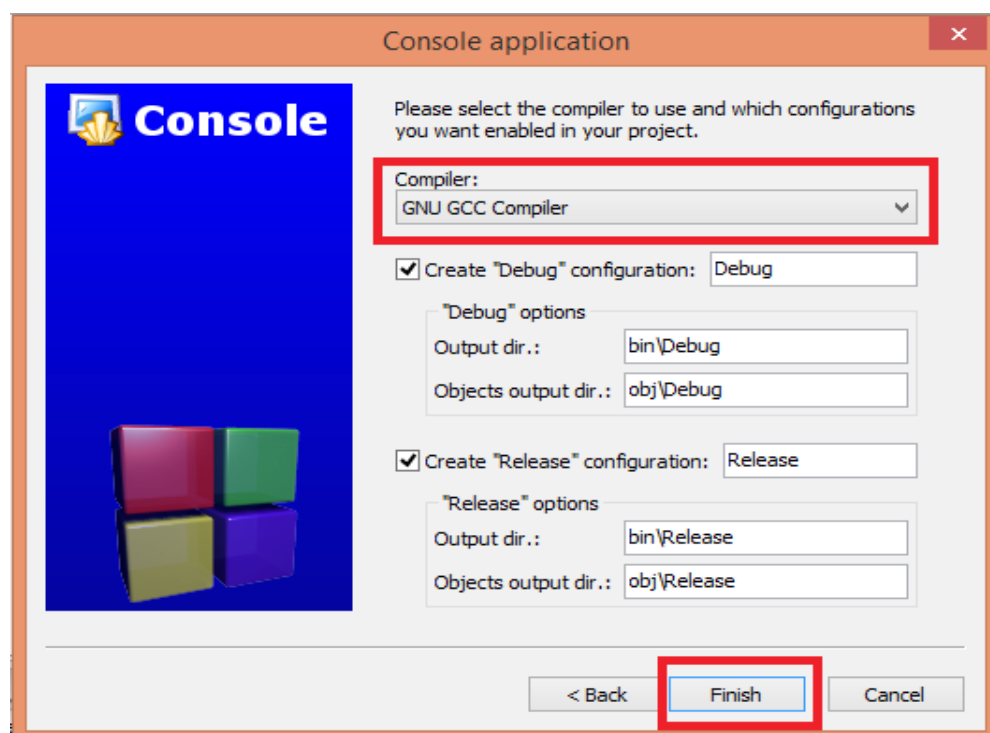 Console application
Console
Please select the compiler to use and which configurations
you want enabled in your project.
Compiler:
GNU GCC Compiler
Create "Debug" configuration: Debug
"Debug" options
Output dir.: bin\Debug
Objects output dir.: obj\Debug
Create "Release" configuration: Release
"Release" options
Output dir.: bin\Release
Objects output dir.: obj\Release
< Back Finish Cancel